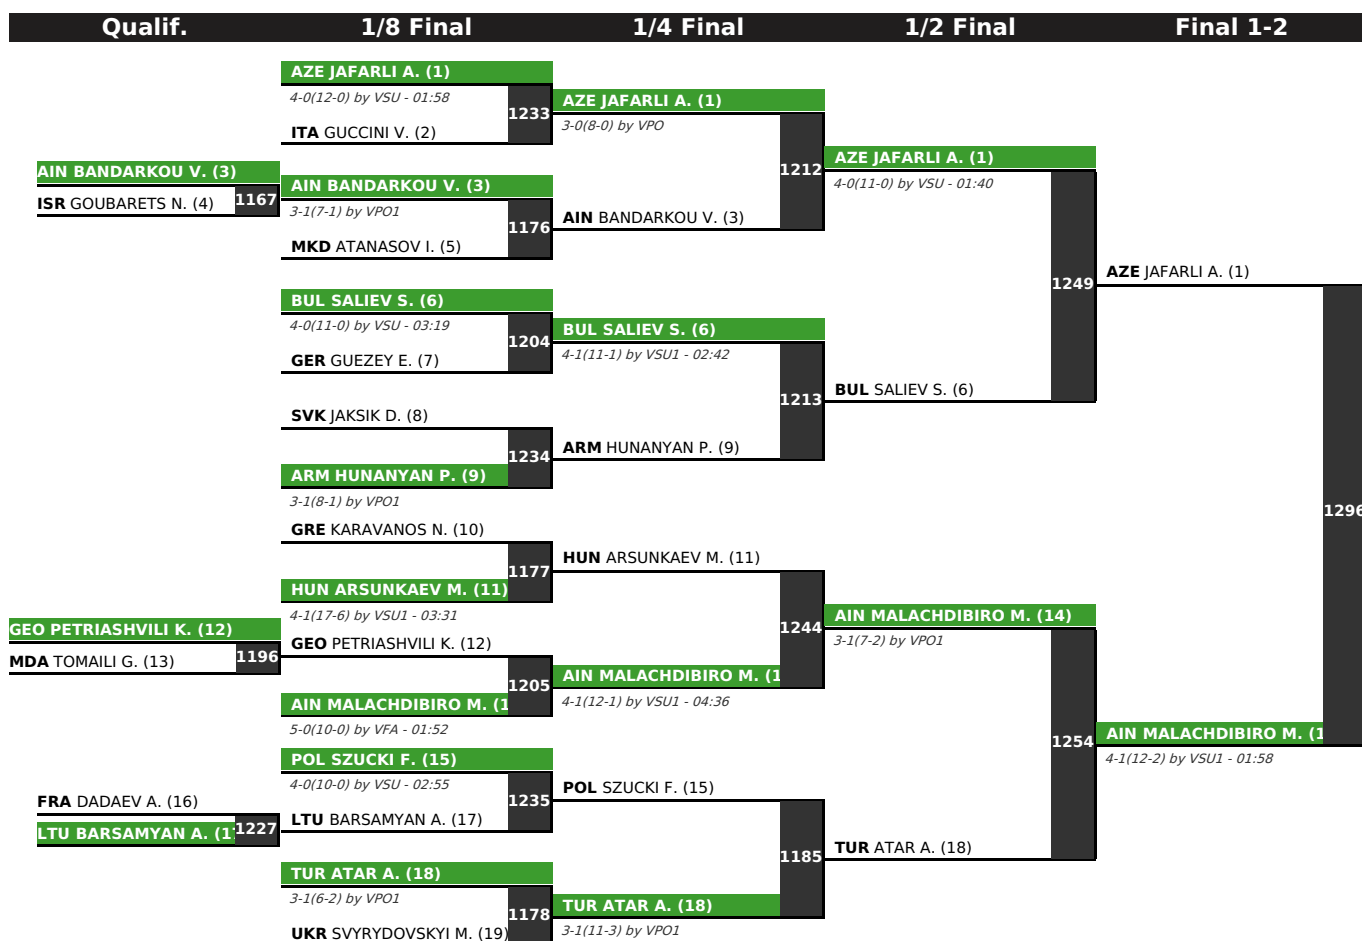 Qualif.
1/8 Final
1/4 Final
1/2 Final
Final 1-2
AIN BANDARKOU V. (3)
ISR GOUBARETS N. (4)
1167
GEO PETRIASHVILI K. (12)
MDA TOMAILI G. (13)
1196
FRA DADAEV A. (16)
LTU BARSAMYAN A. (1
1227
AZE JAFARLI A. (1)
4-0(12-0) by VSU - 01:58
ITA GUCCINI V. (2)
1233
AIN BANDARKOU V. (3)
3-1(7-1) by VPO1
MKD ATANASOV I. (5)
1176
BUL SALIEV S. (6)
4-0(11-0) by VSU - 03:19
GER GUEZEY E. (7)
1204
SVK JAKSIK D. (8)
1234
ARM HUNANYAN P. (9)
3-1(8-1) by VPO1
GRE KARAVANOS N. (10)
1177
HUN ARSUNKAEV M. (11)
4-1(17-6) by VSU1 - 03:31
GEO PETRIASHVILI K. (12)
1205
AIN MALACHDIBIRO M. (1
5-0(10-0) by VFA - 01:52
POL SZUCKI F. (15)
4-0(10-0) by VSU - 02:55
LTU BARSAMYAN A. (17)
1235
TUR ATAR A. (18)
3-1(6-2) by VPO1
UKR SVYRYDOVSKYI M. (19)
1178
AZE JAFARLI A. (1)
3-0(8-0) by VPO
AIN BANDARKOU V. (3)
1212
BUL SALIEV S. (6)
4-1(11-1) by VSU1 - 02:42
ARM HUNANYAN P. (9)
1213
HUN ARSUNKAEV M. (11)
1244
AIN MALACHDIBIRO M. (1
4-1(12-1) by VSU1 - 04:36
POL SZUCKI F. (15)
1185
TUR ATAR A. (18)
3-1(11-3) by VPO1
AZE JAFARLI A. (1)
4-0(11-0) by VSU - 01:40
BUL SALIEV S. (6)
1249
AIN MALACHDIBIRO M. (14)
3-1(7-2) by VPO1
TUR ATAR A. (18)
1254
AZE JAFARLI A. (1)
1296
AIN MALACHDIBIRO M. (1
4-1(12-2) by VSU1 - 01:58